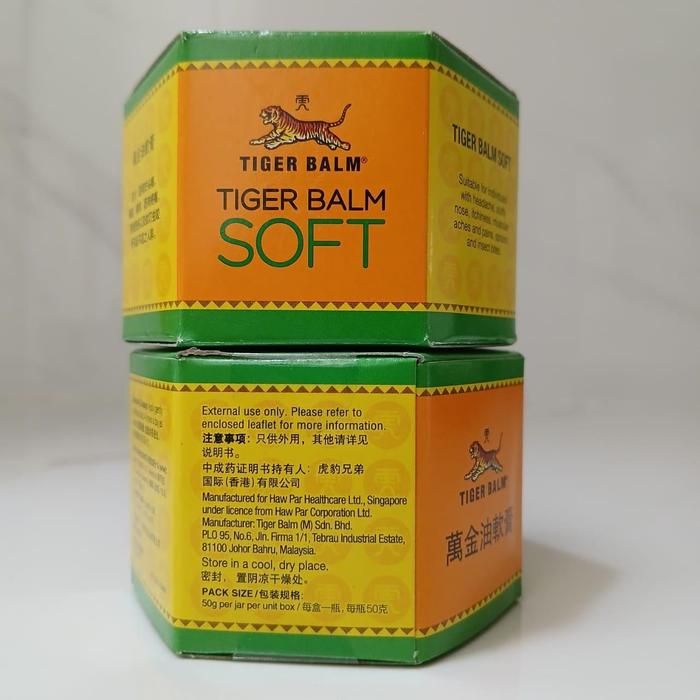 TIGER BALM®
TIGER BALM
SOFT
TIGER BALM SOFT
Suitable for individuals
with headache, stuffy
nose, itchiness, muscular
aches and pains, sprains
and insect bites.
External use only. Please refer to
enclosed leaflet for more information.
注意事项：只供外用，其他请详见
说明书。
中成药证明书持有人：虎豹兄弟
国际(香港)有限公司
Manufactured for Haw Par Healthcare Ltd., Singapore
under licence from Haw Par Corporation Ltd.
Manufacturer: Tiger Balm (M) Sdn. Bhd.
PLO 95, No.6, Jln. Firma 1/1, Tebrau Industrial Estate,
81100 Johor Bahru, Malaysia.
Store in a cool, dry place.
密封，置阴凉干燥处。
PACK SIZE / 包装规格:
50g per jar per unit box / 每盒一瓶, 每瓶50克
TIGER BALM®
萬金油軟膏